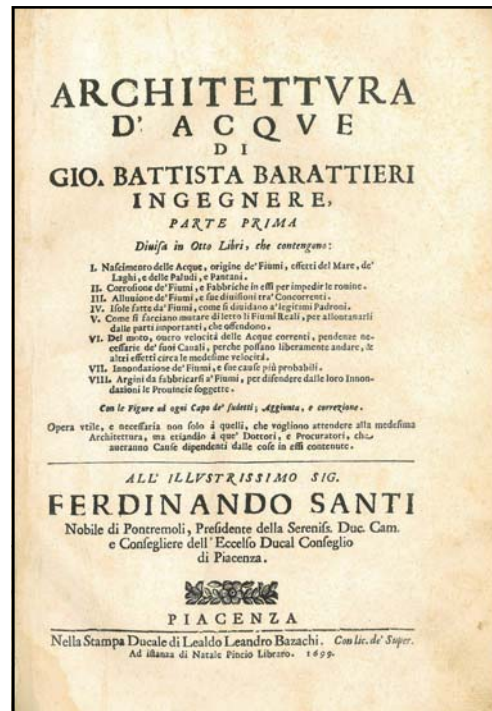 ARCHITETTVRA
D' ACQVE
DI
GIO. BATTISTA BARATTIERI
INGEGNERE,
PARTE PRIMA
Diuiſa in Otto Libri, che contengono:
I. Naſcimento delle Acque, origine de' Fiumi, effetti del Mare, de'
Laghi, e delle Paludi, e Pantani.
II. Corroſione de' Fiumi, e Fabbriche in eſſi per impedir le rouine.
III. Alluuione de' Fiumi, e ſue diuiſioni tra' Concorrenti.
IV. Iſole fatte da' Fiumi, come ſi diuidano a' legitimi Padroni.
V. Come ſi facciano mutare di letto li Fiumi Reali, per allontanarli
dalle parti importanti, che offendono.
VI. Del moto, ouero velocità delle Acque correnti, pendenze ne-
ceſſarie de' ſuoi Canali, perche poſſano liberamente andare, &
altri effetti circa le medeſime velocità.
VII. Innondazione de' Fiumi, e ſue cauſe più probabili.
VIII. Argini da fabbricarſi a' Fiumi, per difendere dalle loro Innon-
dazioni le Prouincie ſoggette.
Con le Figure ad ogni Capo de' ſudetti; Aggiunta, e correzione.
Opera vtile, e neceſſaria non ſolo à quelli, che vogliono attendere alla medeſima
Architettura, ma etiandio à que' Dottori, e Procuratori, che
aueranno Cauſe dipendenti dalle coſe in eſſi contenute.
ALL' ILLVSTRISSIMO SIG.
FERDINANDO SANTI
Nobile di Pontremoli, Preſidente della Sereniſs. Duc. Cam.
e Conſegliere dell' Eccelſo Ducal Conſeglio
di Piacenza.
PIACENZA
Nella Stampa Ducale di Lealdo Leandro Bazachi. Con lic. de' Super.
Ad iſtanza di Natale Pincio Libraro. 1699.